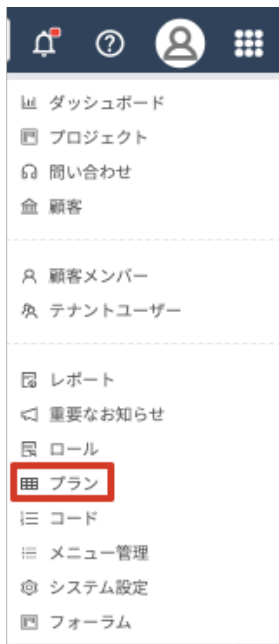 ダッシュボード
プロジェクト
問い合わせ
顧客
顧客メンバー
テナントユーザー
レポート
重要なお知らせ
ロール
プラン
コード
メニュー管理
システム設定
フォーラム